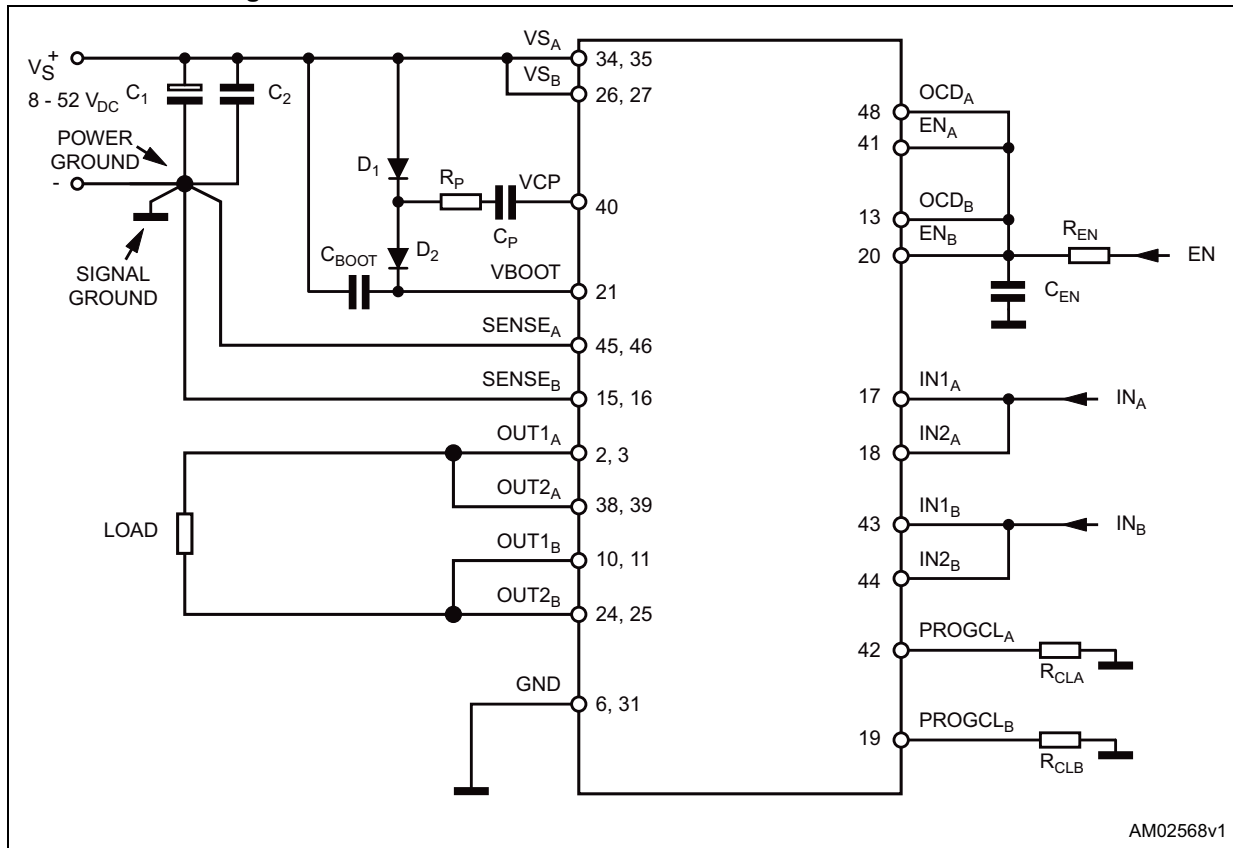 VS+
8 - 52 VDC
C1
C2
POWER
GROUND
-
SIGNAL
GROUND
D1
RP
CP
D2
CBOOT
VSA
34, 35
VSB
26, 27
VCP
40
VBOOT
21
SENSEA
45, 46
SENSEB
15, 16
OUT1A
2, 3
OUT2A
38, 39
LOAD
OUT1B
10, 11
OUT2B
24, 25
GND
6, 31
48
OCDA
ENA
41
13
OCDB
ENB
20
REN
EN
CEN
17
IN1A
INA
IN2A
18
43
IN1B
INB
IN2B
44
42
PROGCLA
RCLA
19
PROGCLB
RCLB
AM02568v1